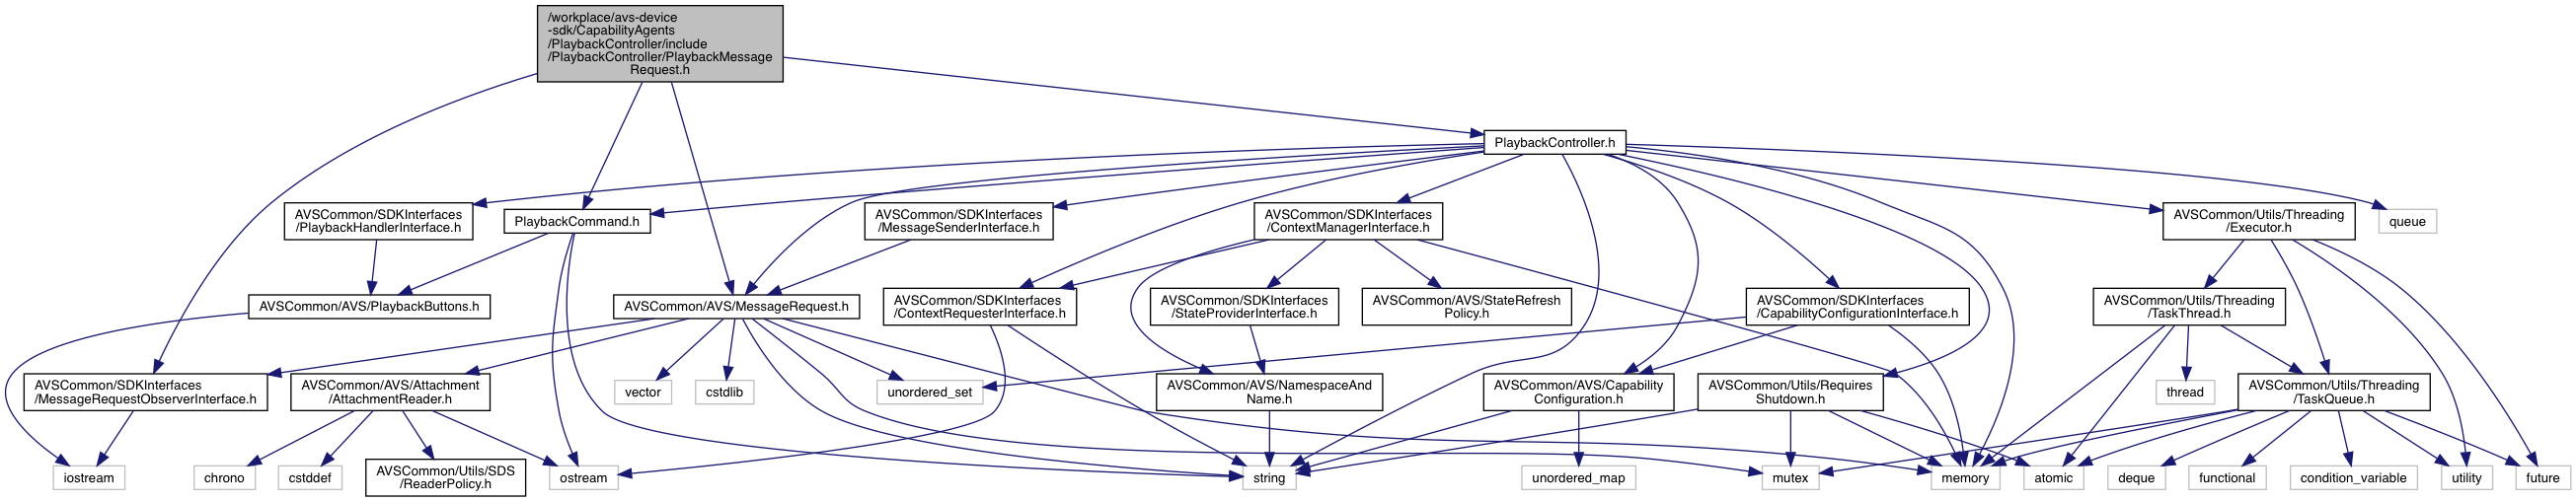 /workplace/avs-device
-sdk/CapabilityAgents
/PlaybackController/include
/PlaybackController/PlaybackMessage
Request.h
PlaybackController.h
AVSCommon/SDKInterfaces
/PlaybackHandlerInterface.h
PlaybackCommand.h
AVSCommon/SDKInterfaces
/MessageSenderInterface.h
AVSCommon/SDKInterfaces
/ContextManagerInterface.h
AVSCommon/Utils/Threading
/Executor.h
queue
AVSCommon/AVS/PlaybackButtons.h
AVSCommon/AVS/MessageRequest.h
AVSCommon/SDKInterfaces
/ContextRequesterInterface.h
AVSCommon/SDKInterfaces
/StateProviderInterface.h
AVSCommon/AVS/StateRefresh
Policy.h
AVSCommon/SDKInterfaces
/CapabilityConfigurationInterface.h
AVSCommon/Utils/Threading
/TaskThread.h
AVSCommon/SDKInterfaces
/MessageRequestObserverInterface.h
AVSCommon/AVS/Attachment
/AttachmentReader.h
vector
cstdlib
unordered_set
AVSCommon/AVS/NamespaceAnd
Name.h
AVSCommon/AVS/Capability
Configuration.h
AVSCommon/Utils/Requires
Shutdown.h
thread
AVSCommon/Utils/Threading
/TaskQueue.h
iostream
chrono
cstddef
AVSCommon/Utils/SDS
/ReaderPolicy.h
ostream
string
unordered_map
mutex
memory
atomic
deque
functional
condition_variable
utility
future